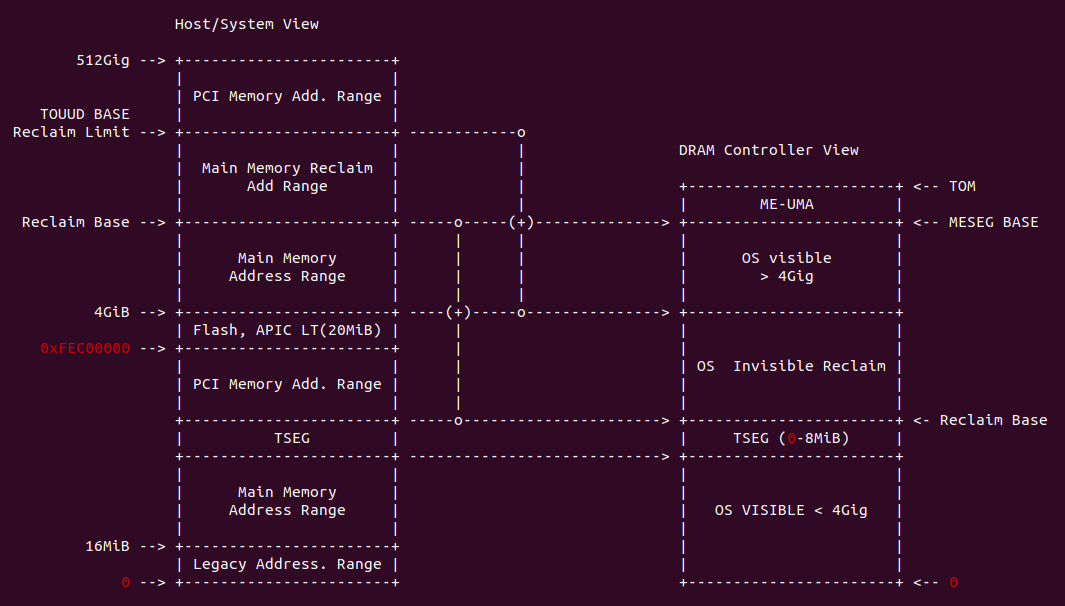 Host/System View

       512Gig --> +-----------------------+
                  |                       |
                  | PCI Memory Add. Range |
   TOUUD BASE     |                       |
Reclaim Limit --> +-----------------------+ ------------o
                  |                       |             |                 DRAM Controller View
                  |  Main Memory Reclaim  |             |
                  |       Add Range       |             |                 +-----------------------+ <-- TOM
                  |                       |             |                 |        ME-UMA         |
 Reclaim Base --> +-----------------------+ -----o-----(+)--------------> +-----------------------+ <-- MESEG BASE
                  |                       |      |      |                 |                       |
                  |      Main Memory      |      |      |                 |      OS visible       |
                  |     Address Range     |      |      |                 |        > 4Gig         |
                  |                       |      |      |                 |                       |
         4GiB --> +-----------------------+ ----(+)-----o---------------> +-----------------------+
                  | Flash, APIC LT(20MiB) |      |                        |                       |
   0xFEC00000 --> +-----------------------+      |                        |                       |
                  |                       |      |                        | OS  Invisible Reclaim |
                  | PCI Memory Add. Range |      |                        |                       |
                  |                       |      |                        |                       |
                  +-----------------------+ -----o----------------------> +-----------------------+ <- Reclaim Base
                  |          TSEG         |                               |     TSEG (0-8MiB)     |
                  +-----------------------+ ----------------------------> +-----------------------+
                  |                       |                               |                       |
                  |      Main Memory      |                               |                       |
                  |     Address Range     |                               |   OS VISIBLE < 4Gig   |
                  |                       |                               |                       |
        16MiB --> +-----------------------+                               |                       |
                  | Legacy Address. Range |                               |                       |
            0 --> +-----------------------+                               +-----------------------+ <-- 0